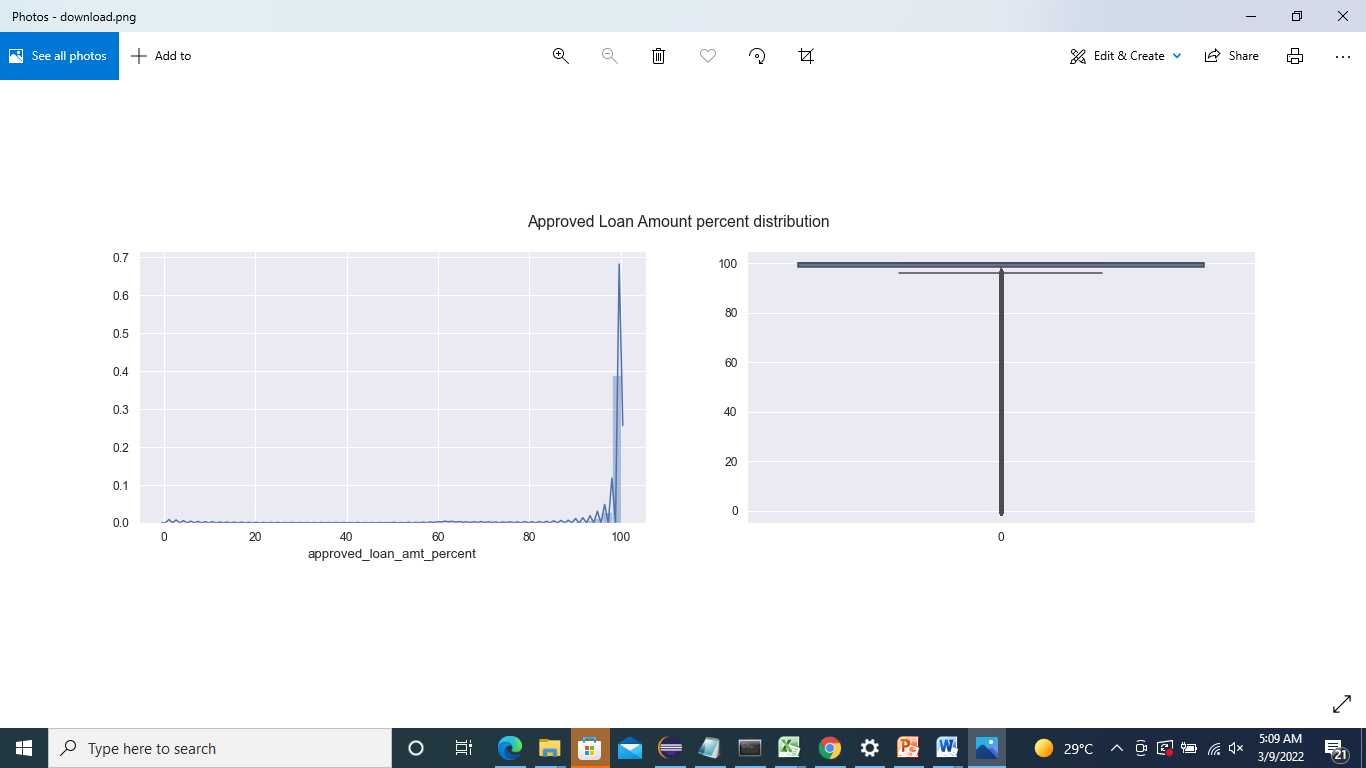 Photos - download.png
See all photos
Add to
Edit & Create
Share
Approved Loan Amount percent distribution
0.7
0.6
0.5
0.4
0.3
0.2
0.1
0.0
0 20 40 60 80 100
approved_loan_amt_percent
100
80
60
40
20
0
0
Type here to search
29°C
5:09 AM
3/9/2022
21